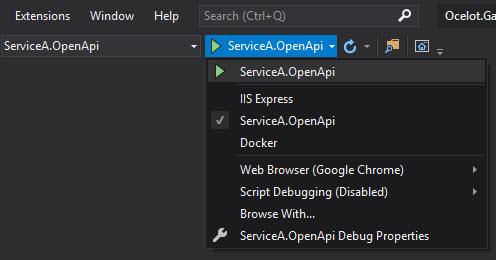 Extensions Window Help Search (Ctrl+Q) Ocelot.Ga
ServiceA.OpenApi ServiceA.OpenApi
ServiceA.OpenApi
IIS Express
ServiceA.OpenApi
Docker
Web Browser (Google Chrome)
Script Debugging (Disabled)
Browse With...
ServiceA.OpenApi Debug Properties